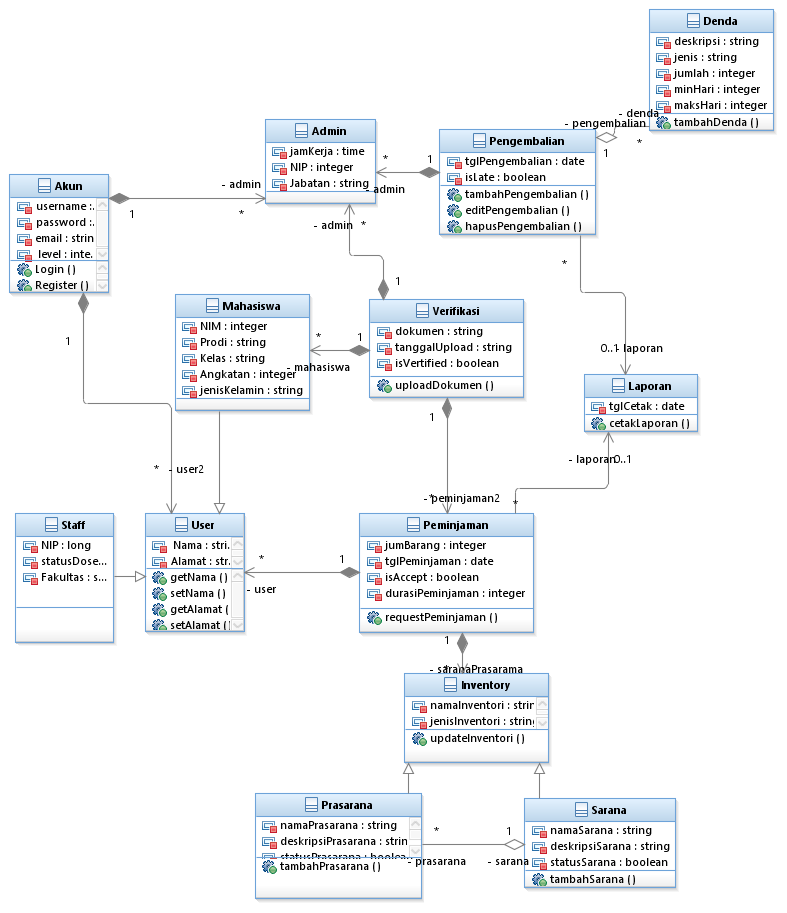 Denda
deskripsi : string
jenis : string
jumlah : integer
minHari : integer
maksHari : integer
tambahDenda ( )
- denda
- pengembalian
1
*
Pengembalian
tglPengembalian : date
isLate : boolean
tambahPengembalian ( )
editPengembalian ( )
hapusPengembalian ( )
1
*
- admin
Admin
jamKerja : time
NIP : integer
Jabatan : string
- admin
*
1
- admin
*
1
Akun
username :.
password :.
email : strin
level : inte.
Login ( )
Register ( )
1
*
- user2
Mahasiswa
NIM : integer
Prodi : string
Kelas : string
Angkatan : integer
jenisKelamin : string
*
1
- mahasiswa
Verifikasi
dokumen : string
tanggalUpload : string
isVertified : boolean
uploadDokumen ( )
1
*
- peminjaman2
*
0..1
- laporan
Laporan
tglCetak : date
cetakLaporan ( )
- laporan
0..1
*
Staff
NIP : long
statusDose...
Fakultas : s...
User
Nama : stri.
Alamat : str.
getNama ( )
setNama ( )
getAlamat (
setAlamat (
*
1
- user
Peminjaman
jumBarang : integer
tglPeminjaman : date
isAccept : boolean
durasiPeminjaman : integer
requestPeminjaman ( )
1
*
- saranaPrasarama
Inventory
namaInventori : strin
jenisInventori : string
updateInventori ( )
Prasarana
namaPrasarana : string
deskripsiPrasarana : strin
statusPrasarana : boolean
tambahPrasarana ( )
*
1
- prasarana
- sarana
Sarana
namaSarana : string
deskripsiSarana : string
statusSarana : boolean
tambahSarana ( )